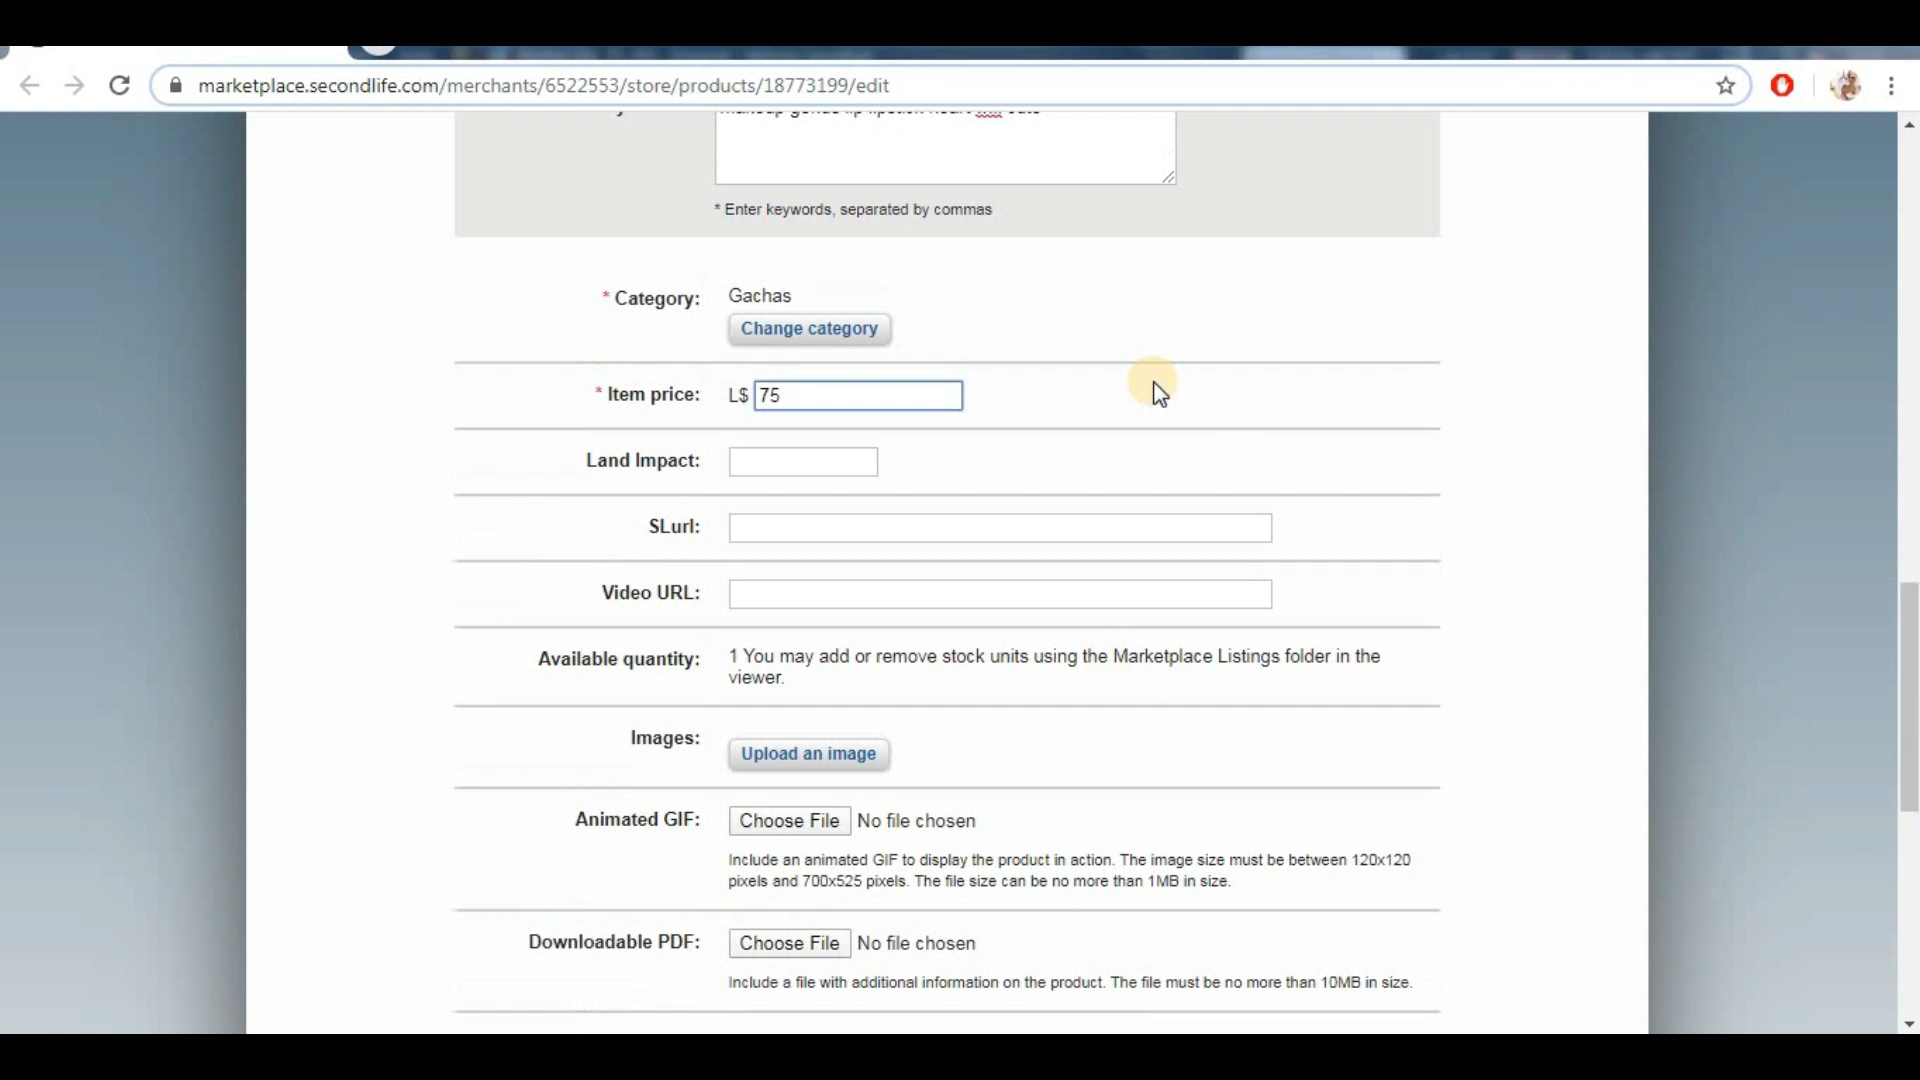 marketplace.secondlife.com/merchants/6522553/store/products/18773199/edit
* Enter keywords, separated by commas
* Category: Gachas
Change category
* Item price: L$ 75
Land Impact:
SLurl:
Video URL:
Available quantity: 1 You may add or remove stock units using the Marketplace Listings folder in the
viewer.
Images:
Upload an image
Animated GIF: Choose File No file chosen
Include an animated GIF to display the product in action. The image size must be between 120x120
pixels and 700x525 pixels. The file size can be no more than 1MB in size.
Downloadable PDF: Choose File No file chosen
Include a file with additional information on the product. The file must be no more than 10MB in size.